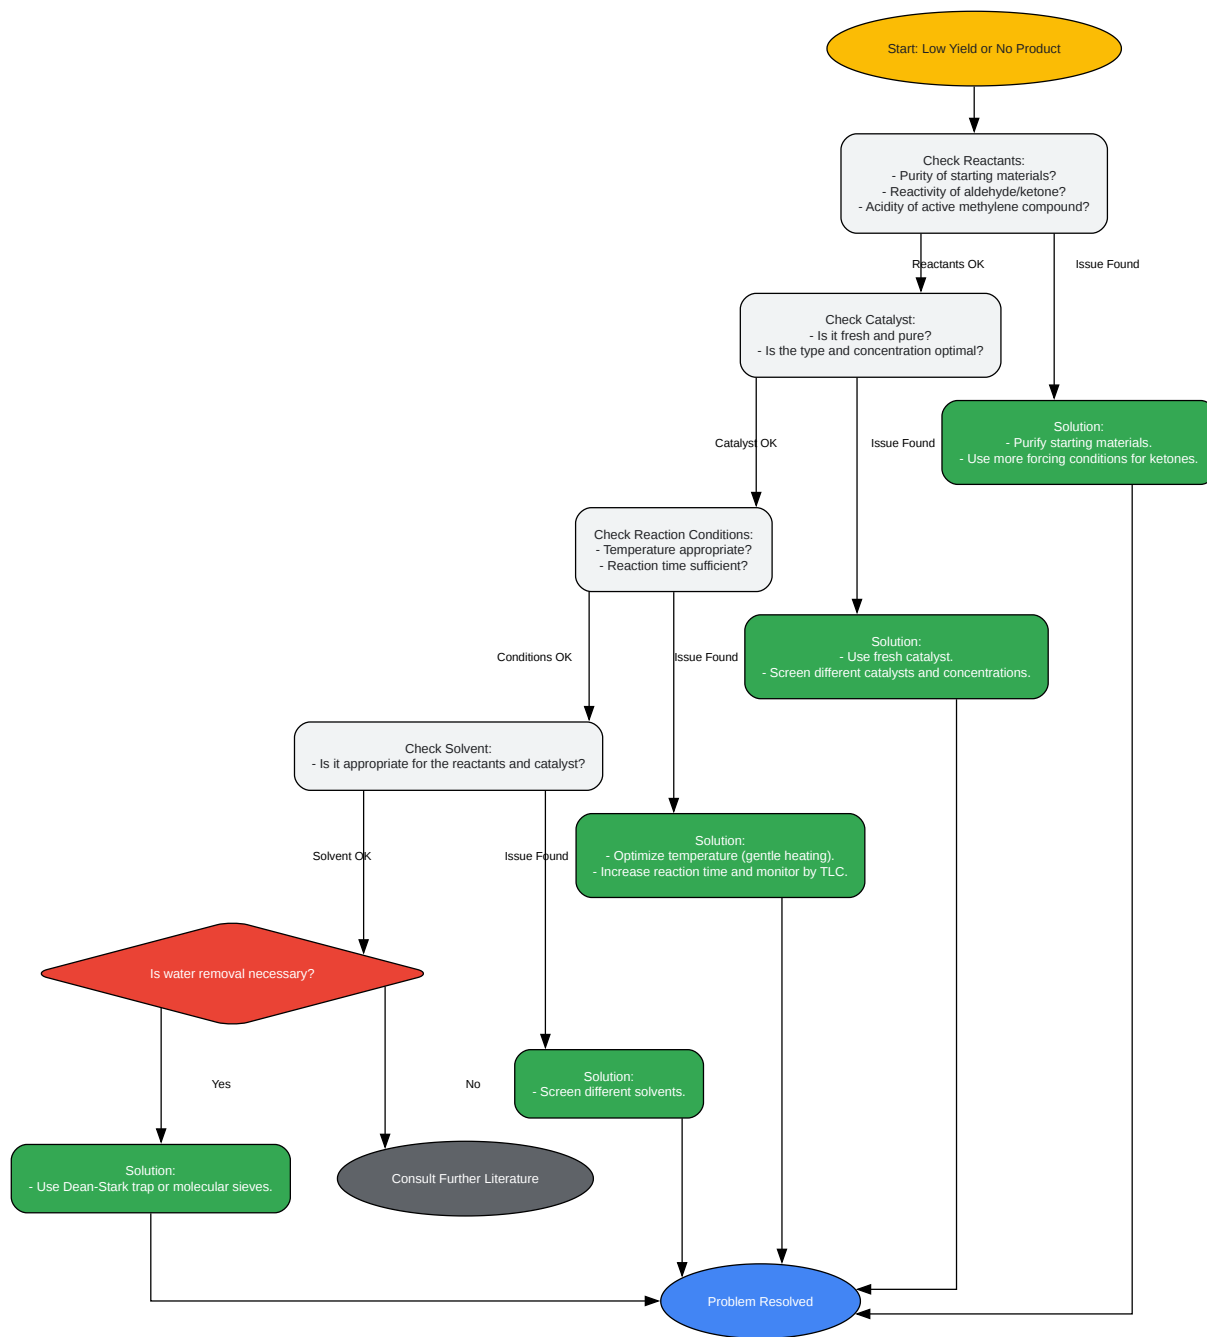 Start: Low Yield or No Product
Check Reactants:
- Purity of starting materials?
- Reactivity of aldehyde/ketone?
- Acidity of active methylene compound?
Reactants OK
Issue Found
Check Catalyst:
- Is it fresh and pure?
- Is the type and concentration optimal?
Catalyst OK
Issue Found
Solution:
- Purify starting materials.
- Use more forcing conditions for ketones.
Check Reaction Conditions:
- Temperature appropriate?
- Reaction time sufficient?
Conditions OK
Issue Found
Solution:
- Use fresh catalyst.
- Screen different catalysts and concentrations.
Check Solvent:
- Is it appropriate for the reactants and catalyst?
Solvent OK
Issue Found
Solution:
- Optimize temperature (gentle heating).
- Increase reaction time and monitor by TLC.
Is water removal necessary?
Yes
No
Solution:
- Screen different solvents.
Solution:
- Use Dean-Stark trap or molecular sieves.
Consult Further Literature
Problem Resolved